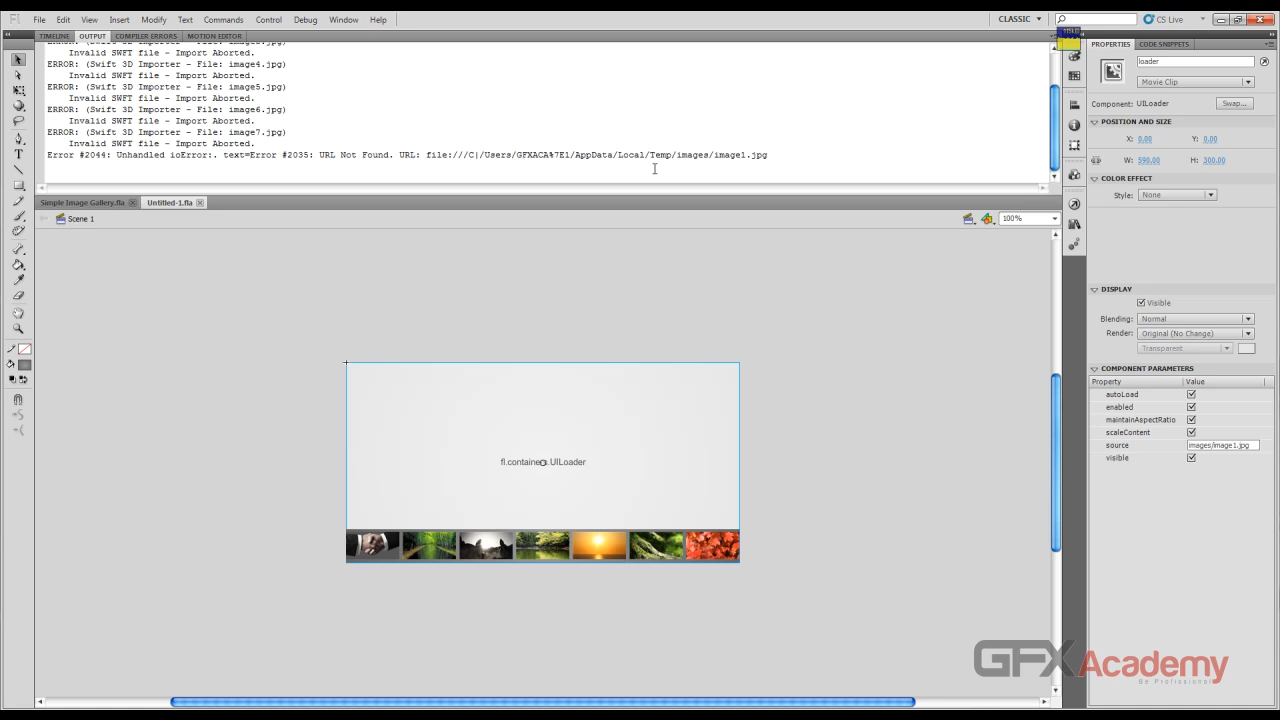 Fl File Edit View Insert Modify Text Commands Control Debug Window Help CLASSIC CS Live
TIMELINE OUTPUT COMPILER ERRORS MOTION EDITOR
Invalid SWFT file - Import Aborted.
ERROR: (Swift 3D Importer - File: image4.jpg)
Invalid SWFT file - Import Aborted.
ERROR: (Swift 3D Importer - File: image5.jpg)
Invalid SWFT file - Import Aborted.
ERROR: (Swift 3D Importer - File: image6.jpg)
Invalid SWFT file - Import Aborted.
ERROR: (Swift 3D Importer - File: image7.jpg)
Invalid SWFT file - Import Aborted.
Error #2044: Unhandled ioError:. text=Error #2035: URL Not Found. URL: file:///C|/Users/GFXACA%7E1/AppData/Local/Temp/images/image1.jpg
Simple Image Gallery.fla Untitled-1.fla
Scene 1
100%
fl.containers.UILoader
PROPERTIES CODE SNIPPETS
loader
Movie Clip
Component: UILoader Swap...
POSITION AND SIZE
X: 0.00 Y: 0.00
W: 590.00 H: 300.00
COLOR EFFECT
Style: None
DISPLAY
Visible
Blending: Normal
Render: Original (No Change)
Transparent
COMPONENT PARAMETERS
Property Value
autoLoad
enabled
maintainAspectRatio
scaleContent
source images/image1.jpg
visible
GFXAcademy
Be Profissional